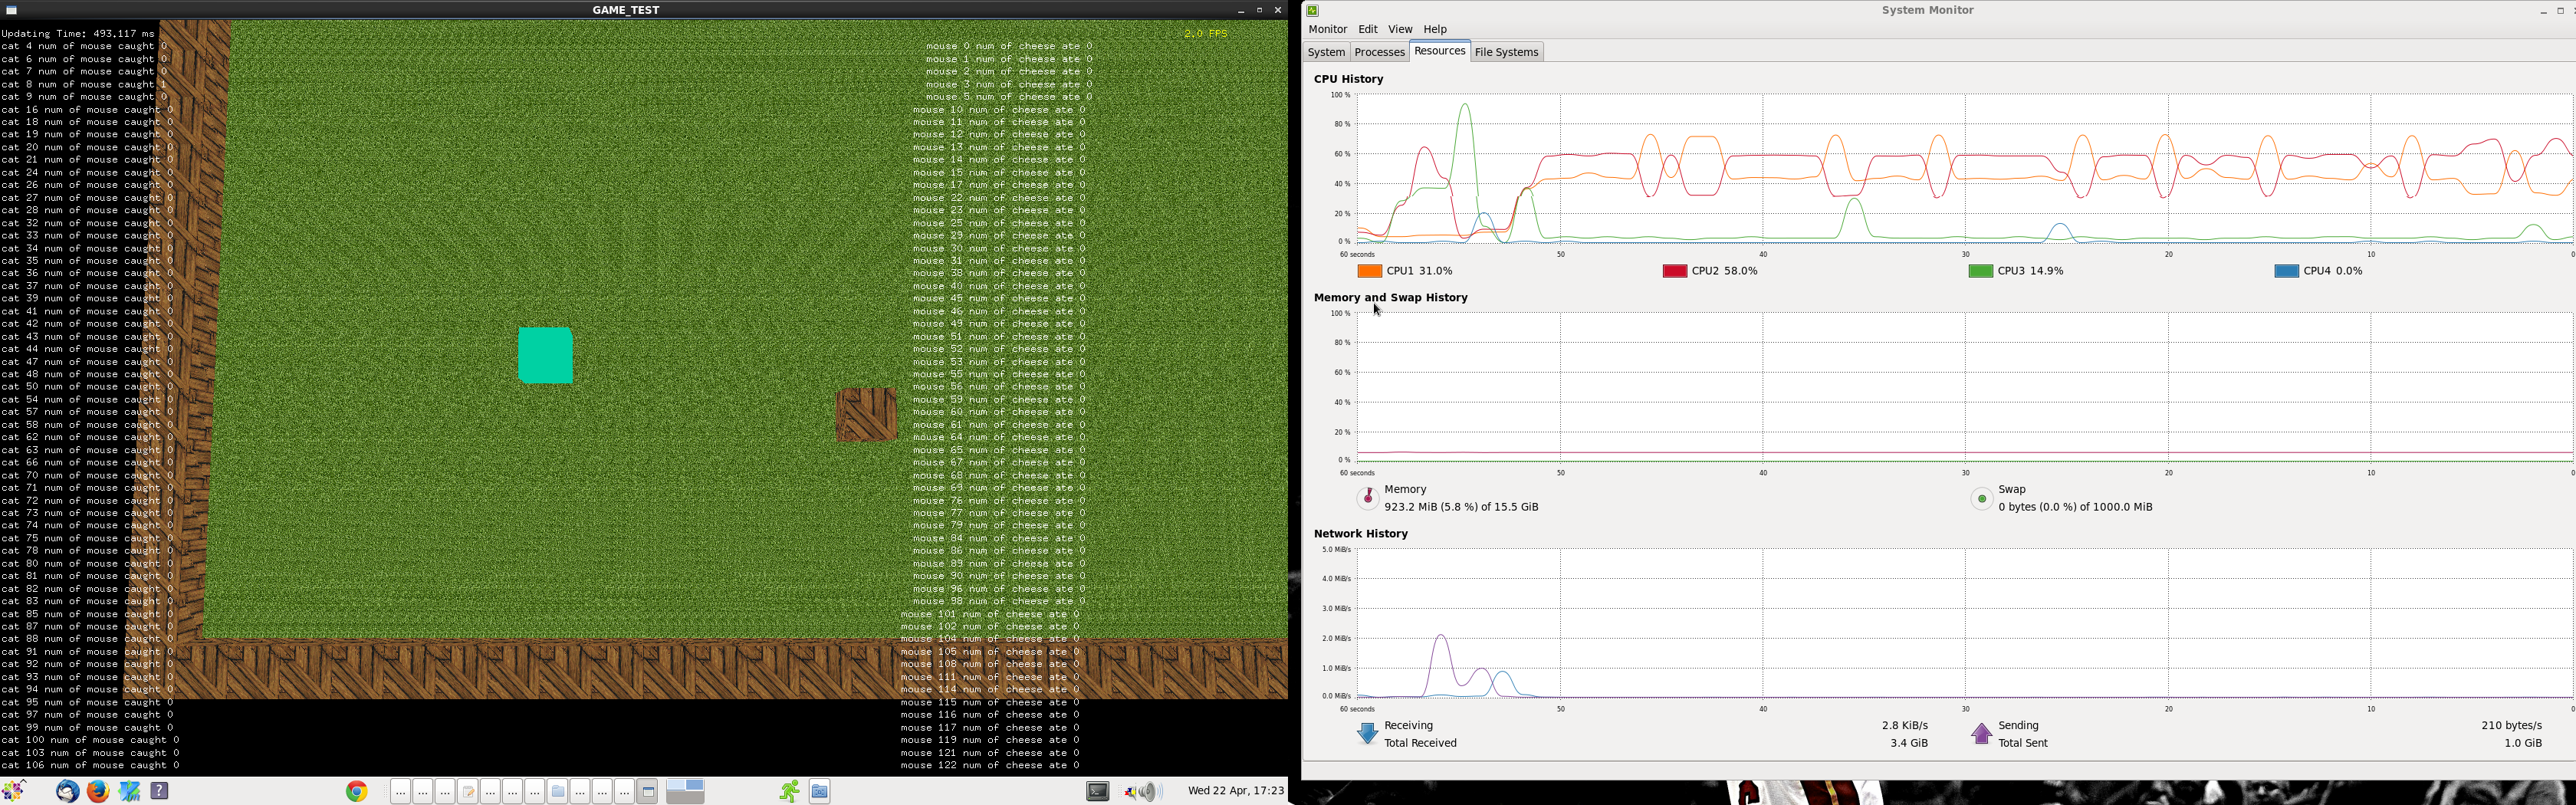 GAME_TEST
Updating Time: 493,117 ms
2.0 FPS
cat 4 num of mouse caught 0
cat 6 num of mouse caught 0
cat 7 num of mouse caught 0
cat 8 num of mouse caught 1
cat 9 num of mouse caught 0
cat 16 num of mouse caught 0
cat 18 num of mouse caught 0
cat 19 num of mouse caught 0
cat 20 num of mouse caught 0
cat 21 num of mouse caught 0
cat 24 num of mouse caught 0
cat 26 num of mouse caught 0
cat 27 num of mouse caught 0
cat 28 num of mouse caught 0
cat 32 num of mouse caught 0
cat 33 num of mouse caught 0
cat 34 num of mouse caught 0
cat 35 num of mouse caught 0
cat 36 num of mouse caught 0
cat 37 num of mouse caught 0
cat 39 num of mouse caught 0
cat 41 num of mouse caught 0
cat 42 num of mouse caught 0
cat 43 num of mouse caught 0
cat 44 num of mouse caught 0
cat 47 num of mouse caught 0
cat 48 num of mouse caught 0
cat 50 num of mouse caught 0
cat 54 num of mouse caught 0
cat 57 num of mouse caught 0
cat 58 num of mouse caught 0
cat 62 num of mouse caught 0
cat 63 num of mouse caught 0
cat 66 num of mouse caught 0
cat 70 num of mouse caught 0
cat 71 num of mouse caught 0
cat 72 num of mouse caught 0
cat 73 num of mouse caught 0
cat 74 num of mouse caught 0
cat 75 num of mouse caught 0
cat 78 num of mouse caught 0
cat 80 num of mouse caught 0
cat 81 num of mouse caught 0
cat 82 num of mouse caught 0
cat 83 num of mouse caught 0
cat 85 num of mouse caught 0
cat 87 num of mouse caught 0
cat 88 num of mouse caught 0
cat 91 num of mouse caught 0
cat 92 num of mouse caught 0
cat 93 num of mouse caught 0
cat 94 num of mouse caught 0
cat 95 num of mouse caught 0
cat 97 num of mouse caught 0
cat 99 num of mouse caught 0
cat 100 num of mouse caught 0
cat 103 num of mouse caught 0
cat 106 num of mouse caught 0
mouse 0 num of cheese ate 0
mouse 1 num of cheese ate 0
mouse 2 num of cheese ate 0
mouse 3 num of cheese ate 0
mouse 5 num of cheese ate 0
mouse 10 num of cheese ate 0
mouse 11 num of cheese ate 0
mouse 12 num of cheese ate 0
mouse 13 num of cheese ate 0
mouse 14 num of cheese ate 0
mouse 15 num of cheese ate 0
mouse 17 num of cheese ate 0
mouse 22 num of cheese ate 0
mouse 23 num of cheese ate 0
mouse 25 num of cheese ate 0
mouse 29 num of cheese ate 0
mouse 30 num of cheese ate 0
mouse 31 num of cheese ate 0
mouse 38 num of cheese ate 0
mouse 40 num of cheese ate 0
mouse 45 num of cheese ate 0
mouse 46 num of cheese ate 0
mouse 49 num of cheese ate 0
mouse 51 num of cheese ate 0
mouse 52 num of cheese ate 0
mouse 53 num of cheese ate 0
mouse 55 num of cheese ate 0
mouse 56 num of cheese ate 0
mouse 59 num of cheese ate 0
mouse 60 num of cheese ate 0
mouse 61 num of cheese ate 0
mouse 64 num of cheese ate 0
mouse 65 num of cheese ate 0
mouse 67 num of cheese ate 0
mouse 68 num of cheese ate 0
mouse 69 num of cheese ate 0
mouse 76 num of cheese ate 0
mouse 77 num of cheese ate 0
mouse 79 num of cheese ate 0
mouse 84 num of cheese ate 0
mouse 86 num of cheese ate 0
mouse 89 num of cheese ate 0
mouse 90 num of cheese ate 0
mouse 96 num of cheese ate 0
mouse 98 num of cheese ate 0
mouse 101 num of cheese ate 0
mouse 102 num of cheese ate 0
mouse 104 num of cheese ate 0
mouse 105 num of cheese ate 0
mouse 108 num of cheese ate 0
mouse 111 num of cheese ate 0
mouse 114 num of cheese ate 0
mouse 115 num of cheese ate 0
mouse 116 num of cheese ate 0
mouse 117 num of cheese ate 0
mouse 119 num of cheese ate 0
mouse 121 num of cheese ate 0
mouse 122 num of cheese ate 0
Wed 22 Apr, 17:23
System Monitor
Monitor Edit View Help
System Processes Resources File Systems
CPU History
100 %
80 %
60 %
40 %
20 %
0 %
60 seconds 50 40 30 20 10 0
CPU1 31.0% CPU2 58.0% CPU3 14.9% CPU4 0.0%
Memory and Swap History
100 %
80 %
60 %
40 %
20 %
0 %
60 seconds 50 40 30 20 10 0
Memory
923.2 MiB (5.8 %) of 15.5 GiB
Swap
0 bytes (0.0 %) of 1000.0 MiB
Network History
5.0 MiB/s
4.0 MiB/s
3.0 MiB/s
2.0 MiB/s
1.0 MiB/s
0.0 MiB/s
60 seconds 50 40 30 20 10 0
Receiving 2.8 KiB/s
Total Received 3.4 GiB
Sending 210 bytes/s
Total Sent 1.0 GiB